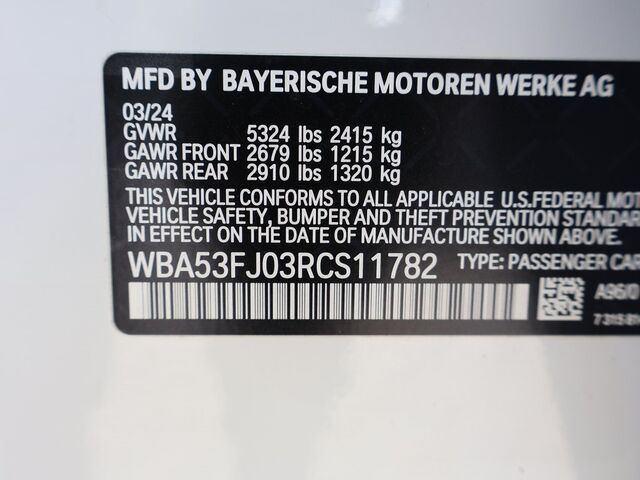 MFD BY BAYERISCHE MOTOREN WERKE AG
03/24
GVWR 5324 lbs 2415 kg
GAWR FRONT 2679 lbs 1215 kg
GAWR REAR 2910 lbs 1320 kg
THIS VEHICLE CONFORMS TO ALL APPLICABLE U.S.FEDERAL MOT
VEHICLE SAFETY, BUMPER AND THEFT PREVENTION STANDARD
IN EFFECT ON THE DATE OF MANUFACTURE SHOWN ABOVE.
WBA53FJ03RCS11782 TYPE: PASSENGER CAR